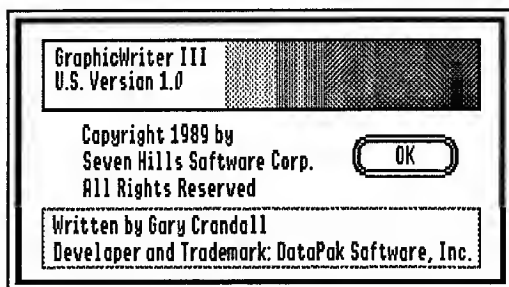 GraphicWriter III
U.S. Version 1.0
Copyright 1989 by
Seven Hills Software Corp.
All Rights Reserved
OK
Written by Gary Crandall
Developer and Trademark: DataPak Software, Inc.